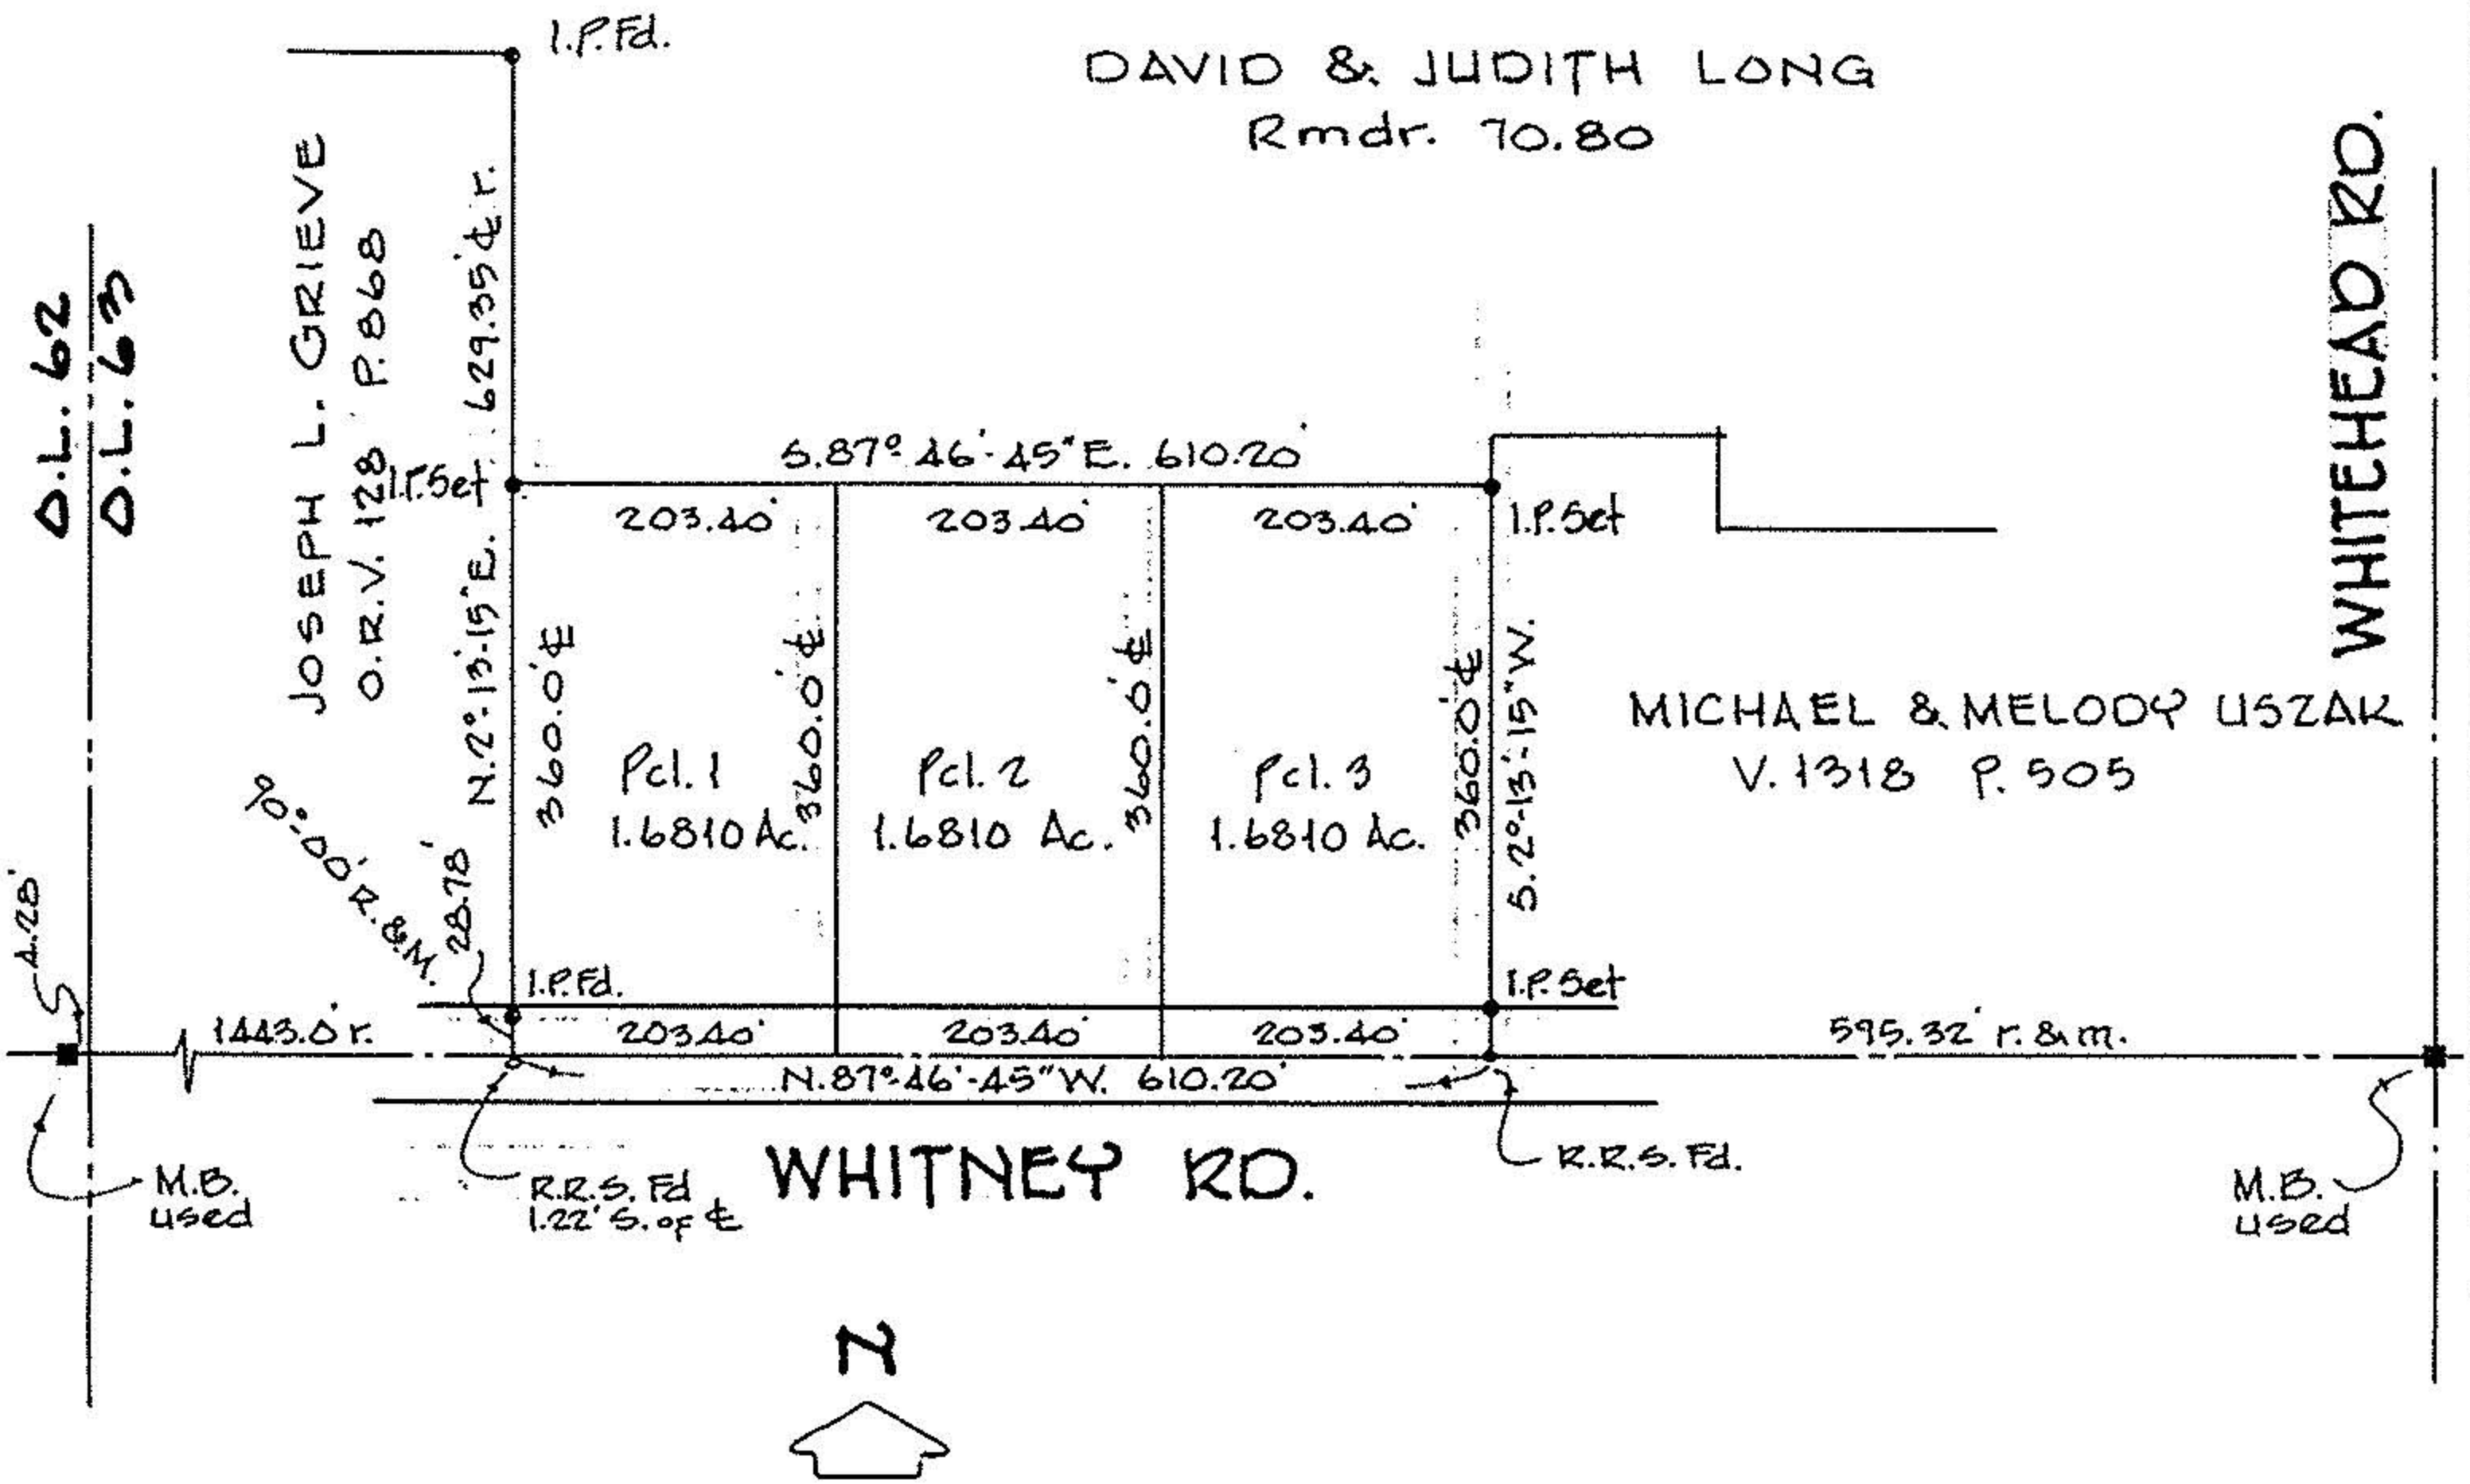 I.P. Fd.
DAVID & JUDITH LONG
Rmdr. 70.80
WHITEHEAD RD.
O.L. 62
O.L. 63
JOSEPH L. GRIEVE
O.R.V. 128 P. 868
N. 2°-13'-15" E. 629.35' ℄ r.
I.P. Set
S. 87°-46'-45" E. 610.20'
203.40' 203.40' 203.40'
I.P. Set
360.0' ℄
360.0' ℄
360.0' ℄
360.0' ℄
S. 2°-13'-15" W.
Pcl. 1
1.6810 Ac.
Pcl. 2
1.6810 Ac.
Pcl. 3
1.6810 Ac.
MICHAEL & MELODY USZAK
V. 1318 P. 505
90°-00' R. & M.
28.78'
4.28'
I.P. Fd.
I.P. Set
1443.0' r.
203.40' 203.40' 203.40'
595.32' r. & m.
N. 87°-46'-45" W. 610.20'
M.B.
used
R.R.S. Fd
1.22' S. of ℄
WHITNEY RD.
R.R.S. Fd.
M.B.
used
N